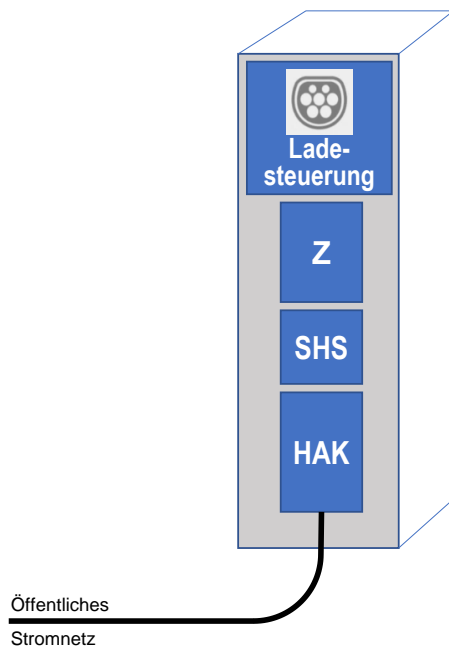 Lade-
steuerung
Z
SHS
HAK
Öffentliches
Stromnetz